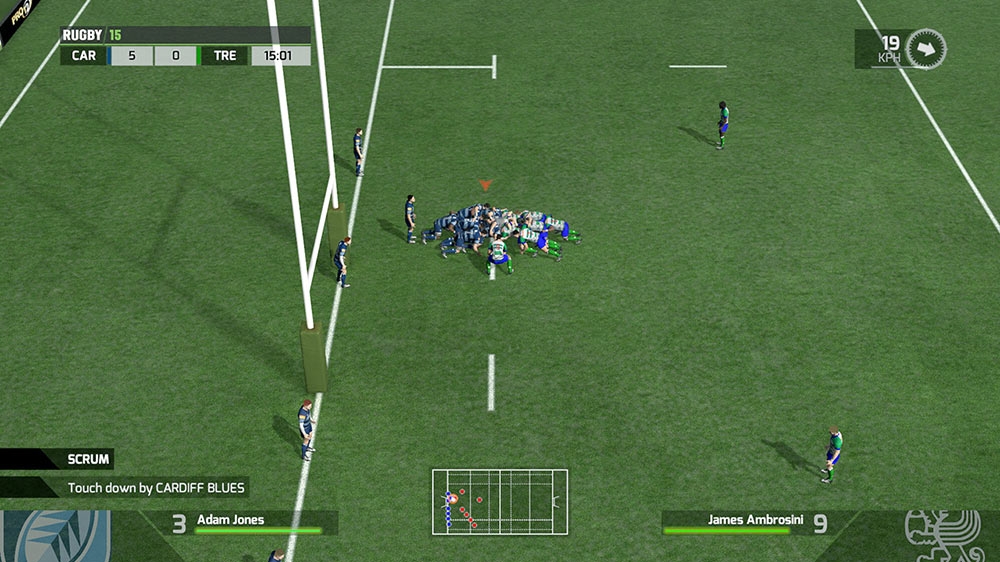 PRO
RUGBY 15
CAR 5 0 TRE 15:01
19
KPH
SCRUM
Touch down by CARDIFF BLUES
3 Adam Jones
James Ambrosini 9